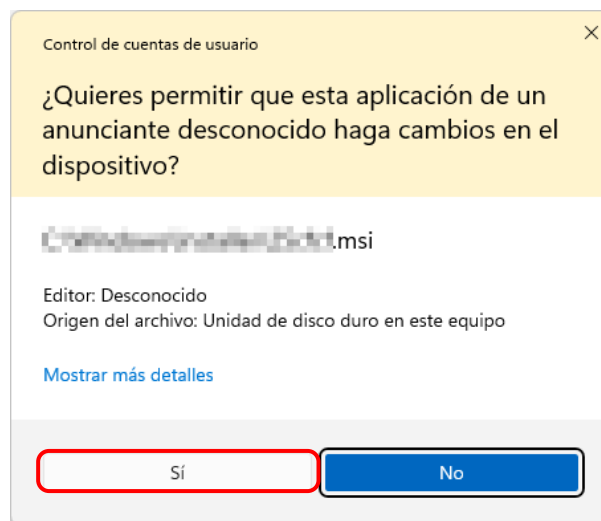 Control de cuentas de usuario
¿Quieres permitir que esta aplicación de un
anunciante desconocido haga cambios en el
dispositivo?
.msi
Editor: Desconocido
Origen del archivo: Unidad de disco duro en este equipo
Mostrar más detalles
Sí
No